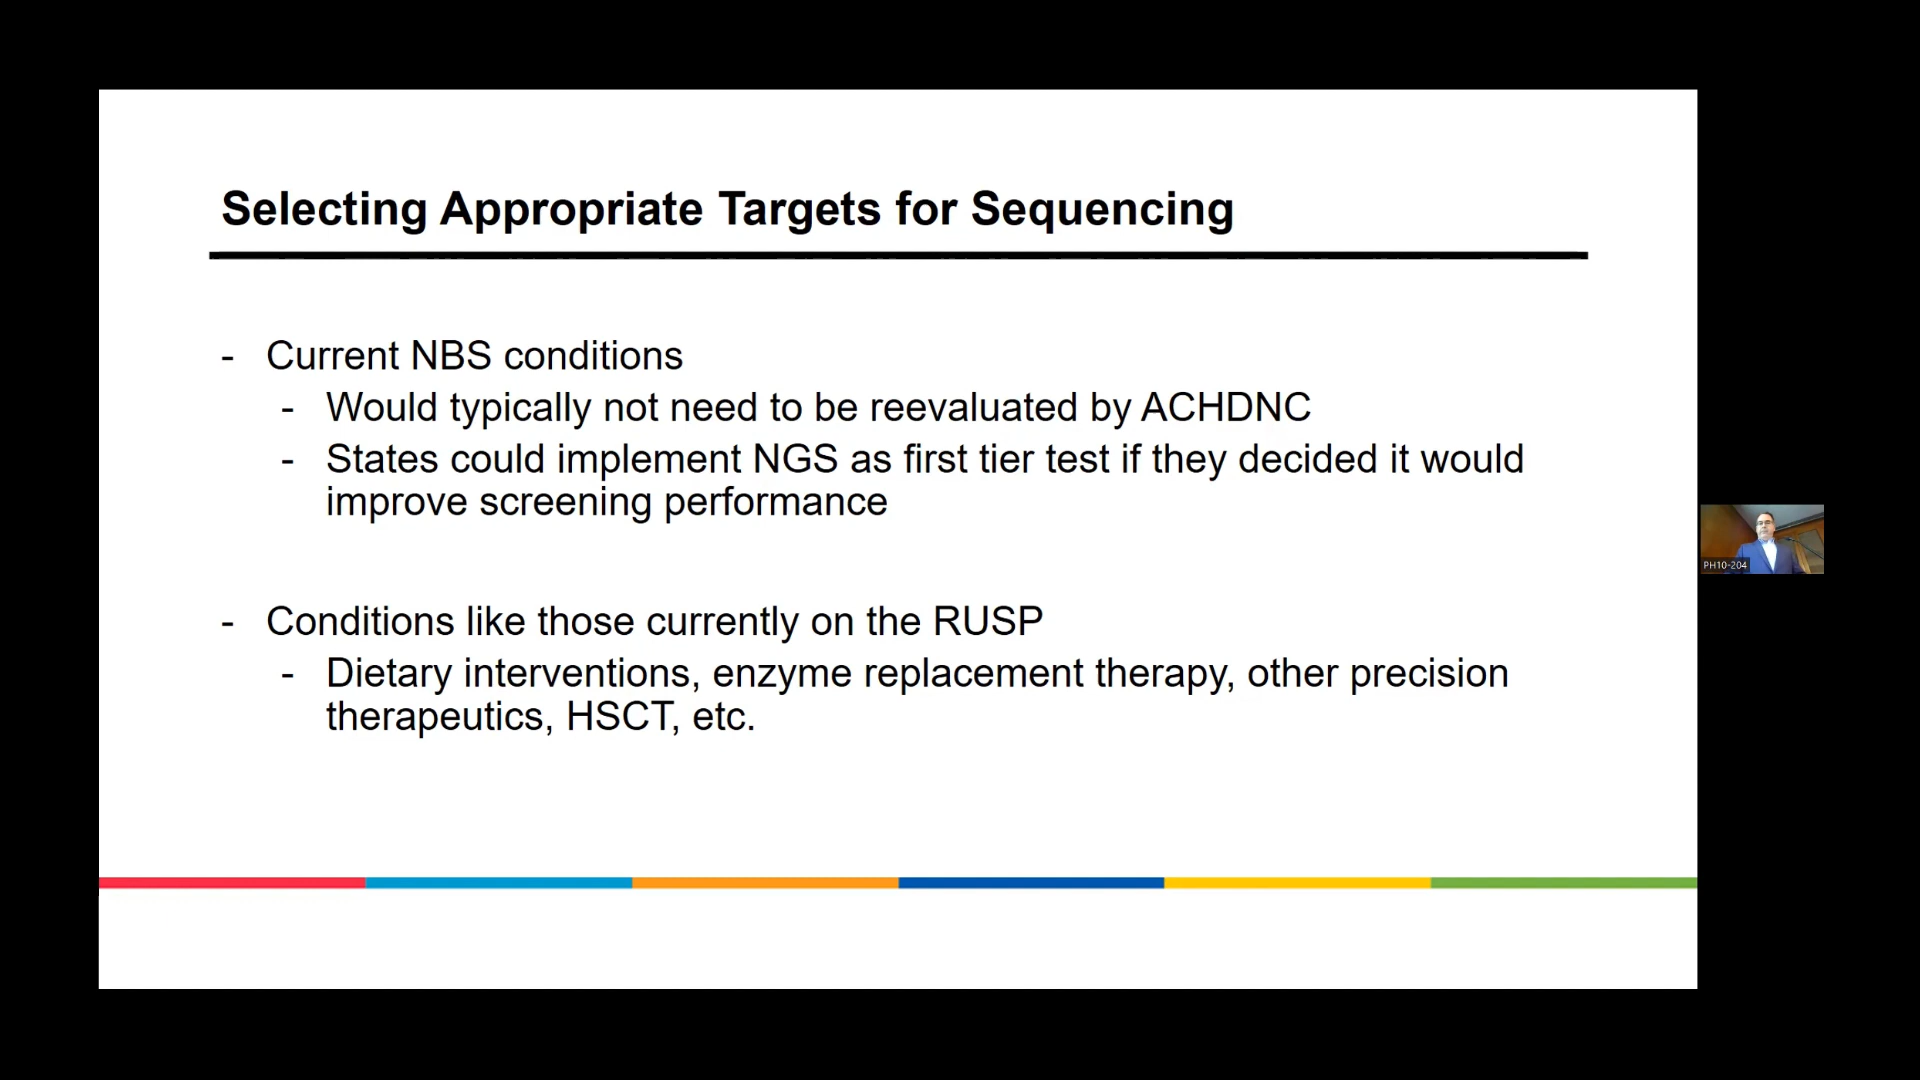 Selecting Appropriate Targets for Sequencing
- Current NBS conditions
- Would typically not need to be reevaluated by ACHDNC
- States could implement NGS as first tier test if they decided it would
improve screening performance
PH10-204
- Conditions like those currently on the RUSP
- Dietary interventions, enzyme replacement therapy, other precision
therapeutics, HSCT, etc.